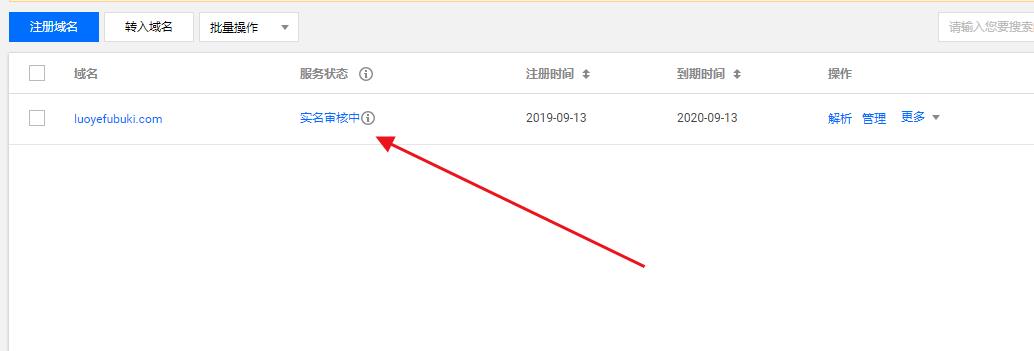 注册域名 转入域名 批量操作 请输入您要搜索
域名 服务状态 注册时间 到期时间 操作
luoyefubuki.com 实名审核中 2019-09-13 2020-09-13 解析 管理 更多